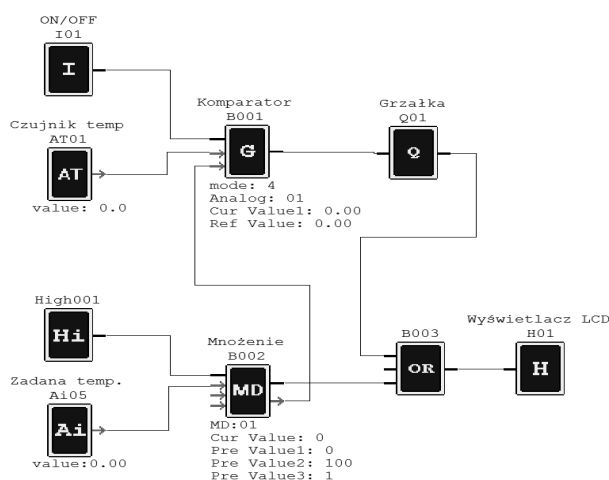 ON/OFF
I01
I
Komparator
B001
G
mode: 4
Analog: 01
Cur Value1: 0.00
Ref Value: 0.00
Grzałka
Q01
Q
Czujnik temp
AT01
AT
value: 0.0
High001
Hi
Mnożenie
B002
MD
MD:01
Cur Value: 0
Pre Value1: 0
Pre Value2: 100
Pre Value3: 1
B003
OR
Wyświetlacz LCD
H01
H
Zadana temp.
Ai05
Ai
value:0.00